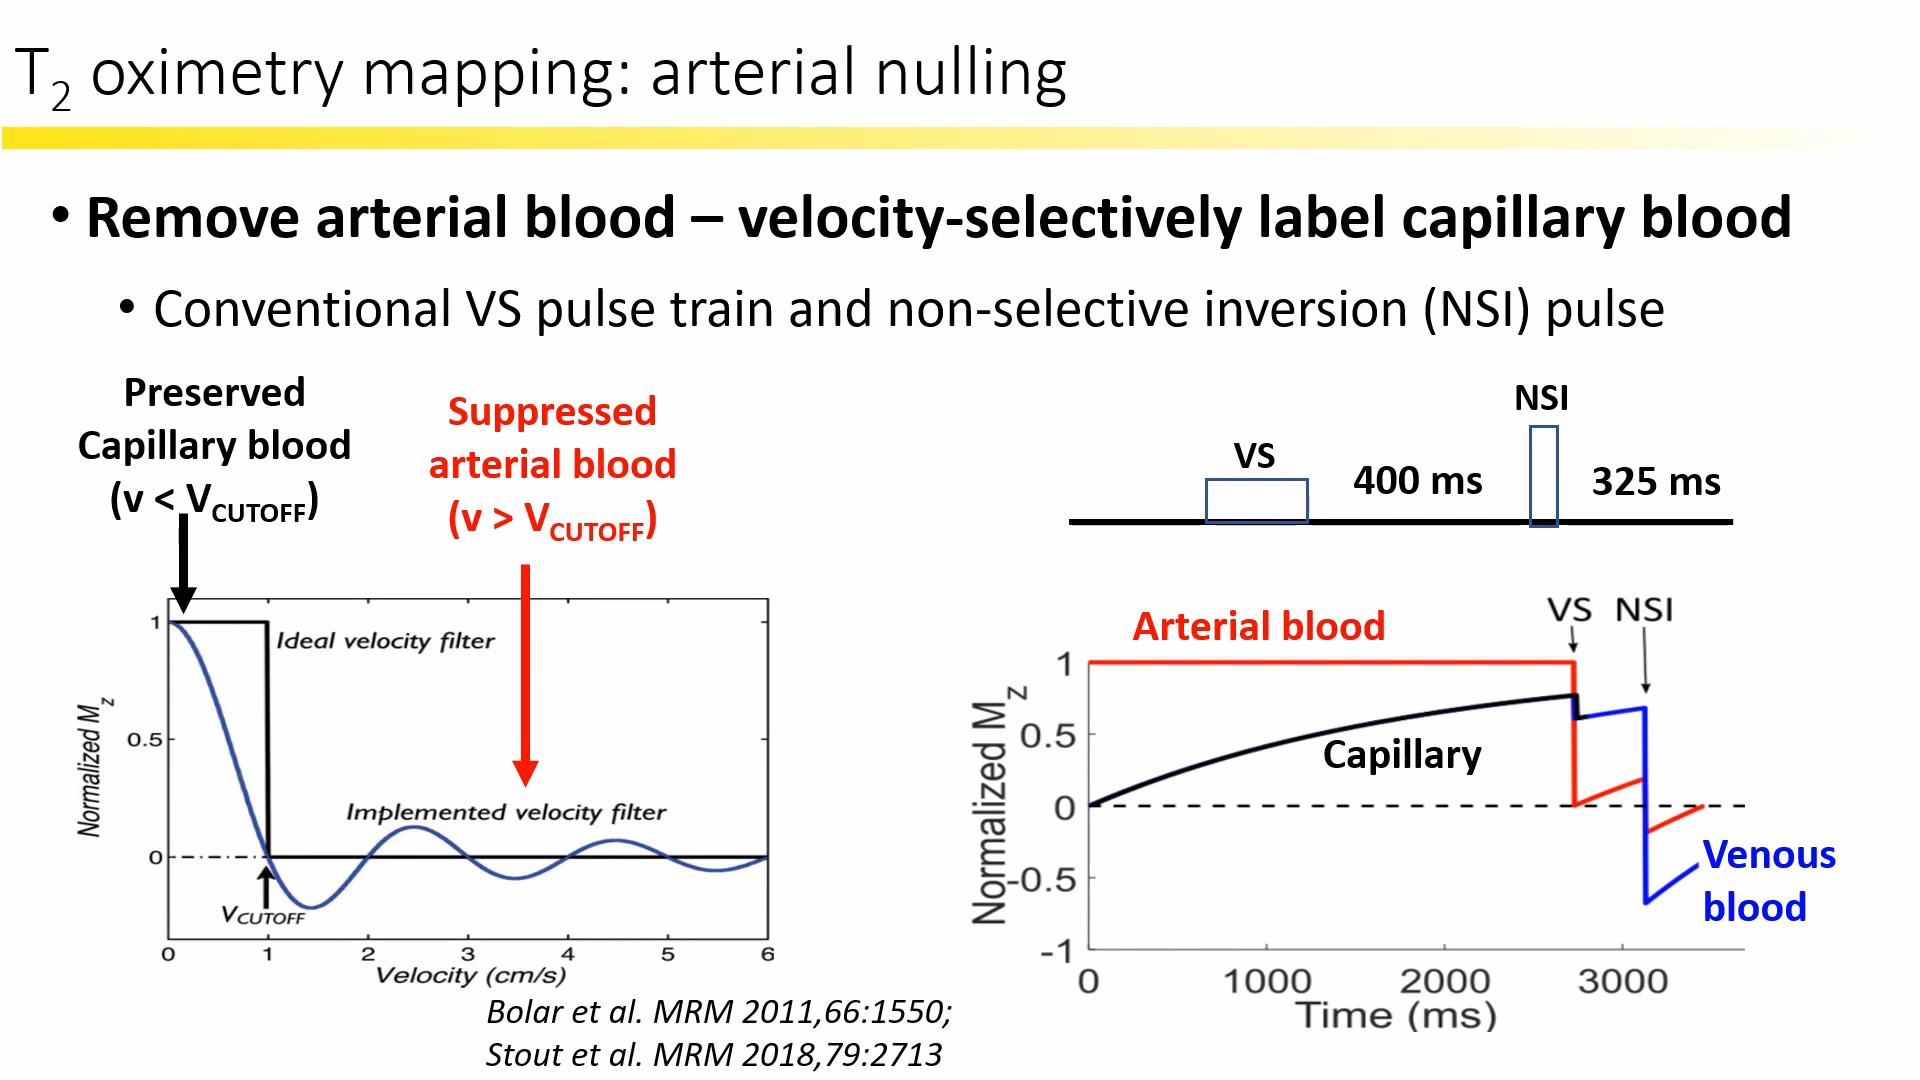 T2 oximetry mapping: arterial nulling
• Remove arterial blood – velocity-selectively label capillary blood
• Conventional VS pulse train and non-selective inversion (NSI) pulse
Preserved
Capillary blood
(v < VCUTOFF)
Suppressed
arterial blood
(v > VCUTOFF)
Ideal velocity filter
Implemented velocity filter
VCUTOFF
Normalized Mz
1
0.5
0
0 1 2 3 4 5 6
Velocity (cm/s)
Bolar et al. MRM 2011,66:1550;
Stout et al. MRM 2018,79:2713
NSI
VS
400 ms
325 ms
VS NSI
Arterial blood
Capillary
Venous
blood
Normalized Mz
1
0.5
0
-0.5
-1
0 1000 2000 3000
Time (ms)